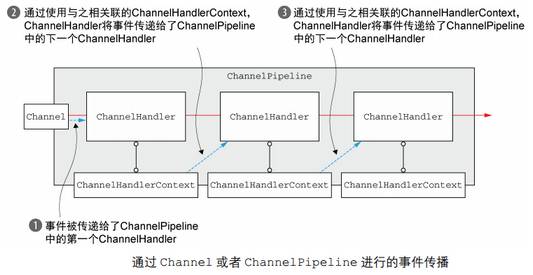 ❷ 通过使用与之相关联的ChannelHandlerContext，
ChannelHandler将事件传递给了ChannelPipeline
中的下一个ChannelHandler
❸ 通过使用与之相关联的ChannelHandlerContext，
ChannelHandler将事件传递给了ChannelPipeline
中的下一个ChannelHandler
ChannelPipeline
Channel
ChannelHandler
ChannelHandler
ChannelHandler
ChannelHandlerContext
ChannelHandlerContext
ChannelHandlerContext
❶ 事件被传递给了ChannelPipeline
中的第一个ChannelHandler
通过 Channel 或者 ChannelPipeline 进行的事件传播